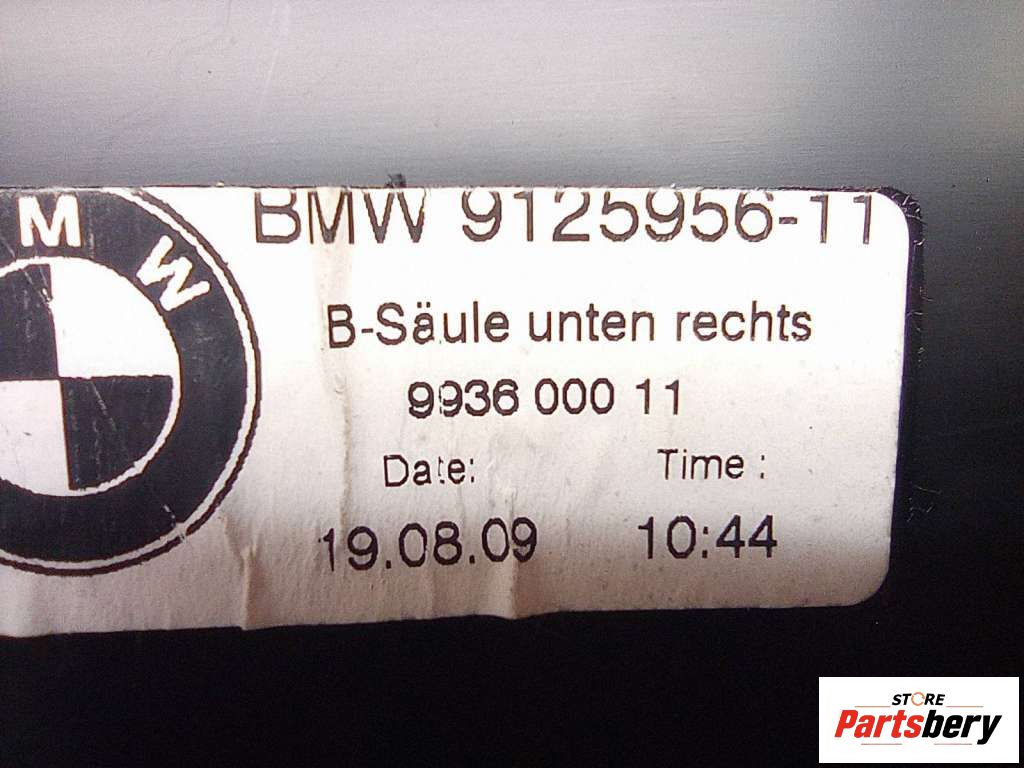 M W
BMW 9125956-11
B-Säule unten rechts
9936 000 11
Date: Time :
19.08.09 10:44
STORE
Partsbery